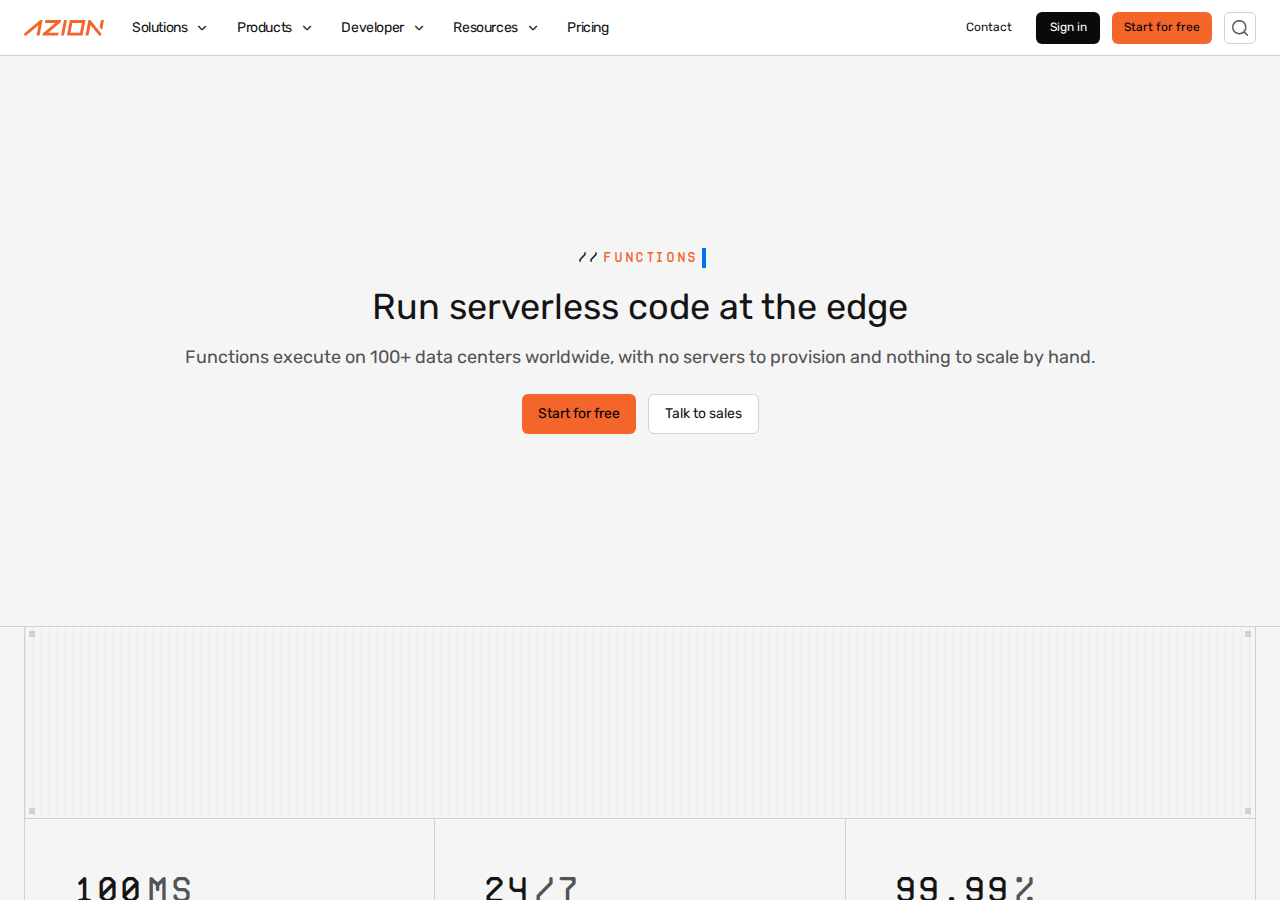 AZION Solutions Products Developer Resources Pricing Contact Sign in Start for free
// FUNCTIONS
Run serverless code at the edge
Functions execute on 100+ data centers worldwide, with no servers to provision and nothing to scale by hand.
Start for free Talk to sales
100MS 24/7 99.99%